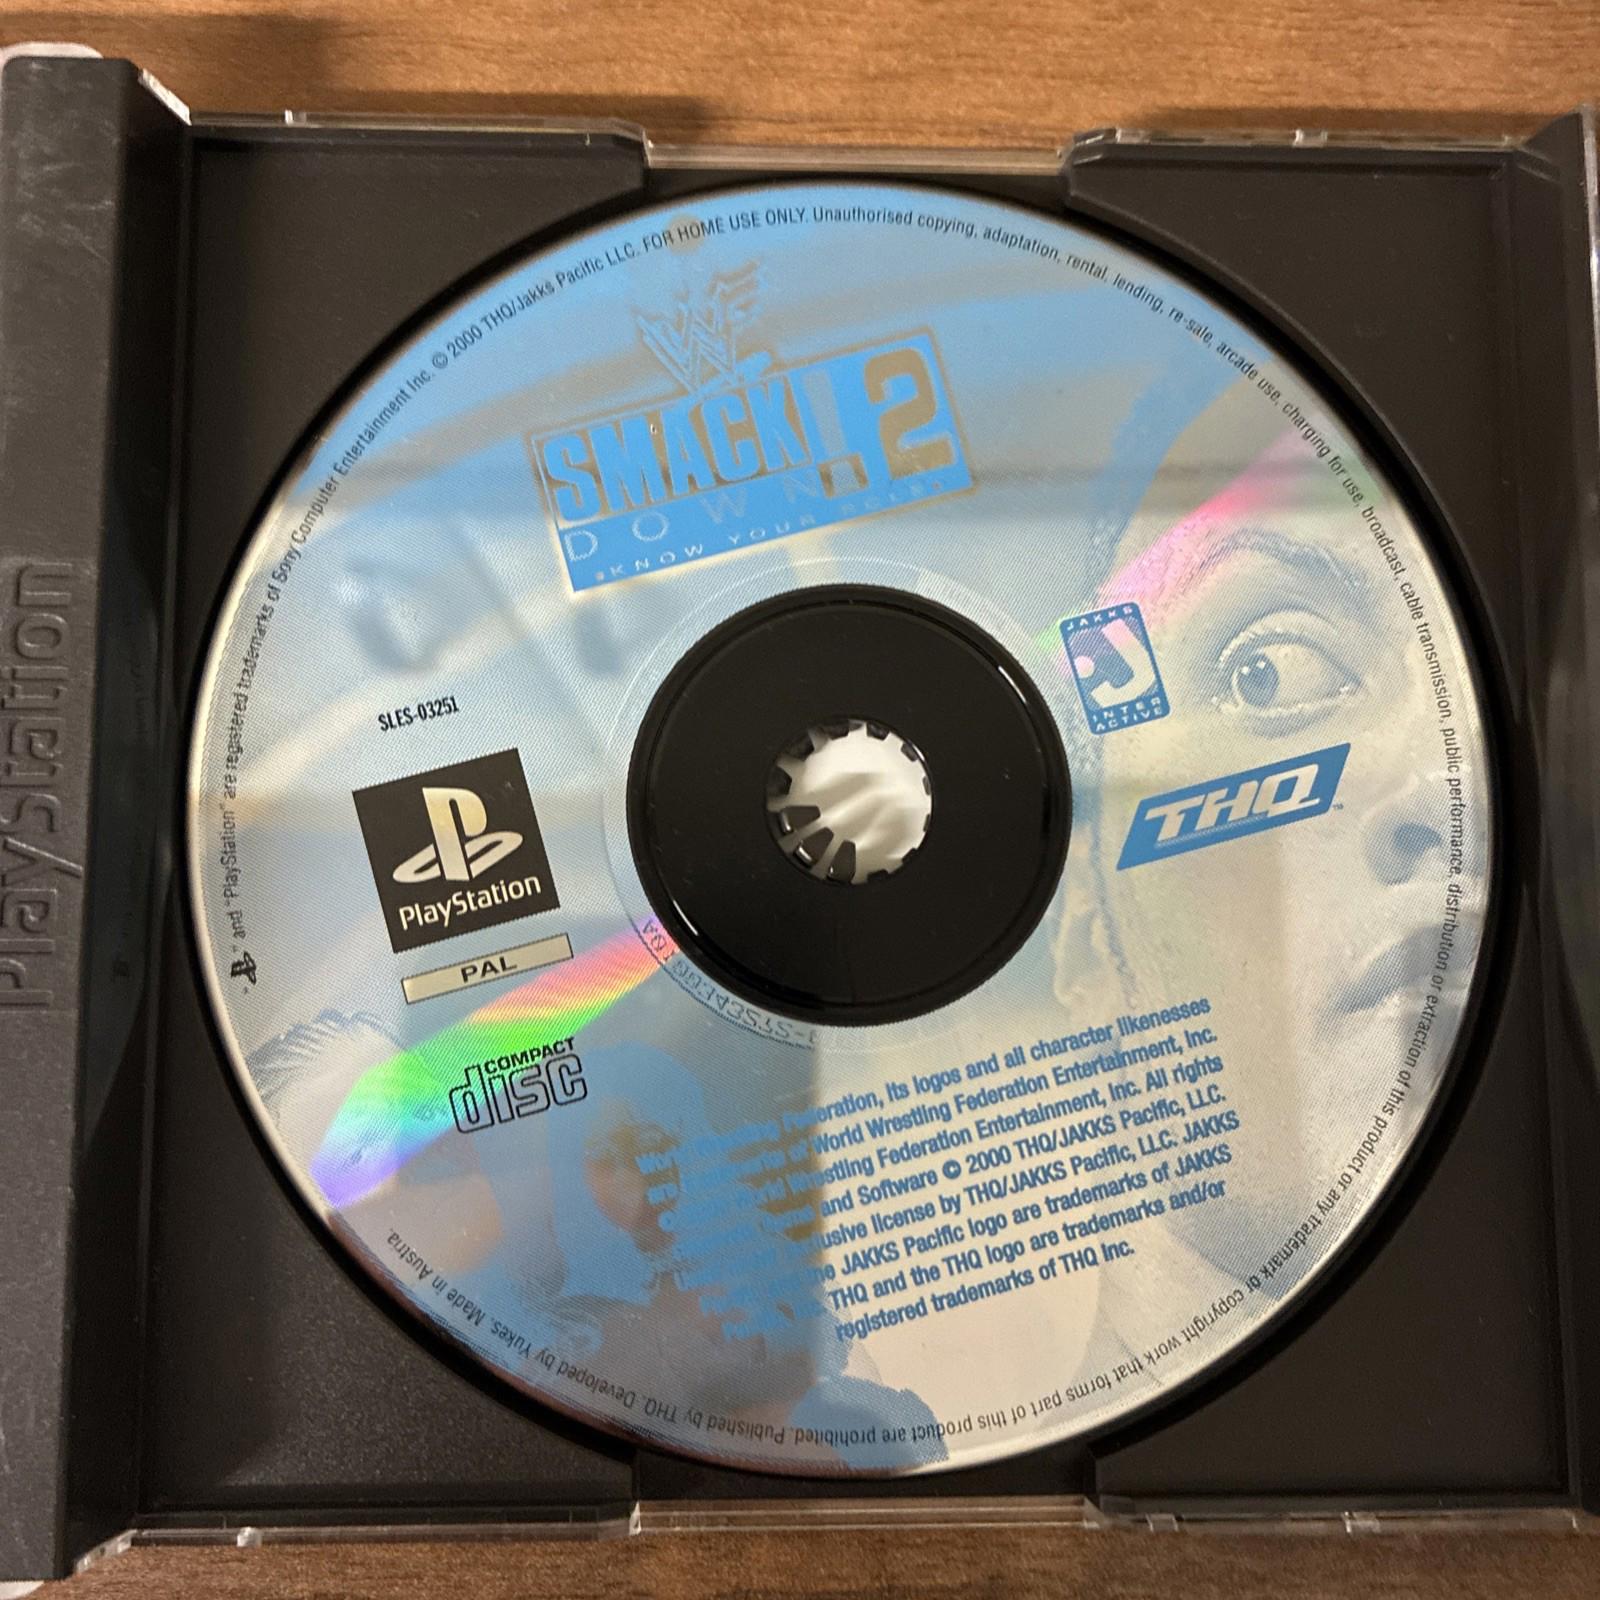 PlayStation
" and "PlayStation" are registered trademarks of Sony Computer Entertainment Inc. © 2000 THQ/Jakks Pacific LLC. FOR HOME USE ONLY. Unauthorised copying, adaptation, rental, lending, re-sale, arcade use, charging for use, broadcast, cable transmission, public performance, distribution or extraction of this product or any trademark or copyright work that forms part of this product are prohibited. Published by THQ. Developed by Yukes. Made in Austria.
WF
SMACK! 2
DOWN
KNOW YOUR ROLE
JAKKS
J
INTER
ACTIVE
SLES-03251
THQ™
PlayStation
PAL
COMPACT
disc
Federation, its logos and all character likenesses
of World Wrestling Federation Entertainment, Inc.
World Wrestling Federation Entertainment, Inc. All rights
and Software © 2000 THQ/JAKKS Pacific, LLC.
exclusive license by THQ/JAKKS Pacific, LLC. JAKKS
the JAKKS Pacific logo are trademarks of JAKKS
THQ and the THQ logo are trademarks and/or
registered trademarks of THQ Inc.